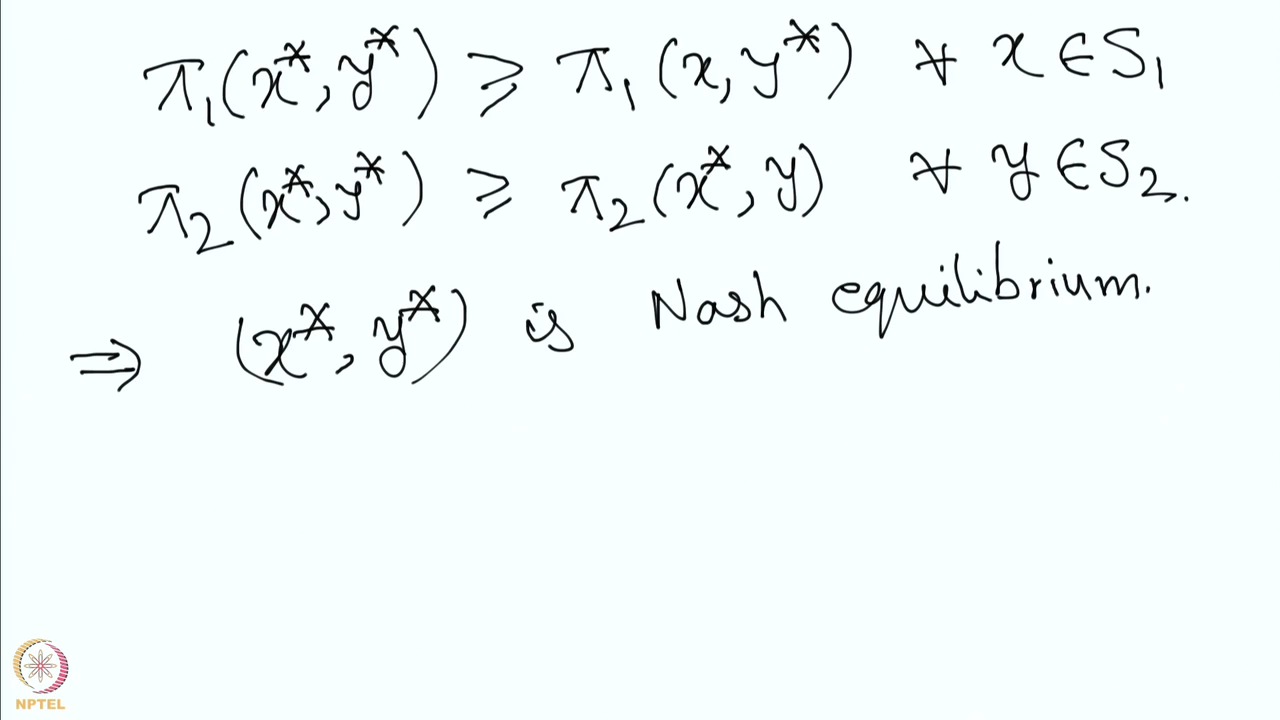 π₁(x*, y*) ⩾ π₁(x, y*) ∀ x ∈ S₁
π₂(x*, y*) ⩾ π₂(x*, y) ∀ y ∈ S₂.
⇒ (x*, y*) is Nash equilibrium.
NPTEL